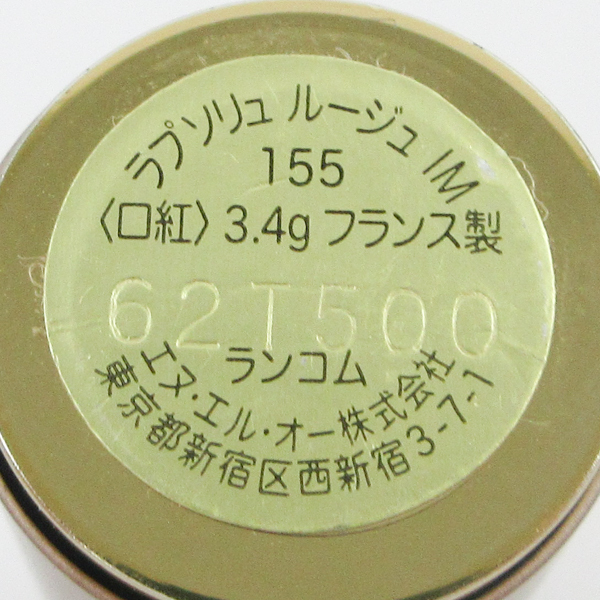 ラプソリュ ルージュ IM
155
〈口紅〉3.4g フランス製
62T500
ランコム
エヌ・エル・オー株式会社
東京都新宿区西新宿3-7-1